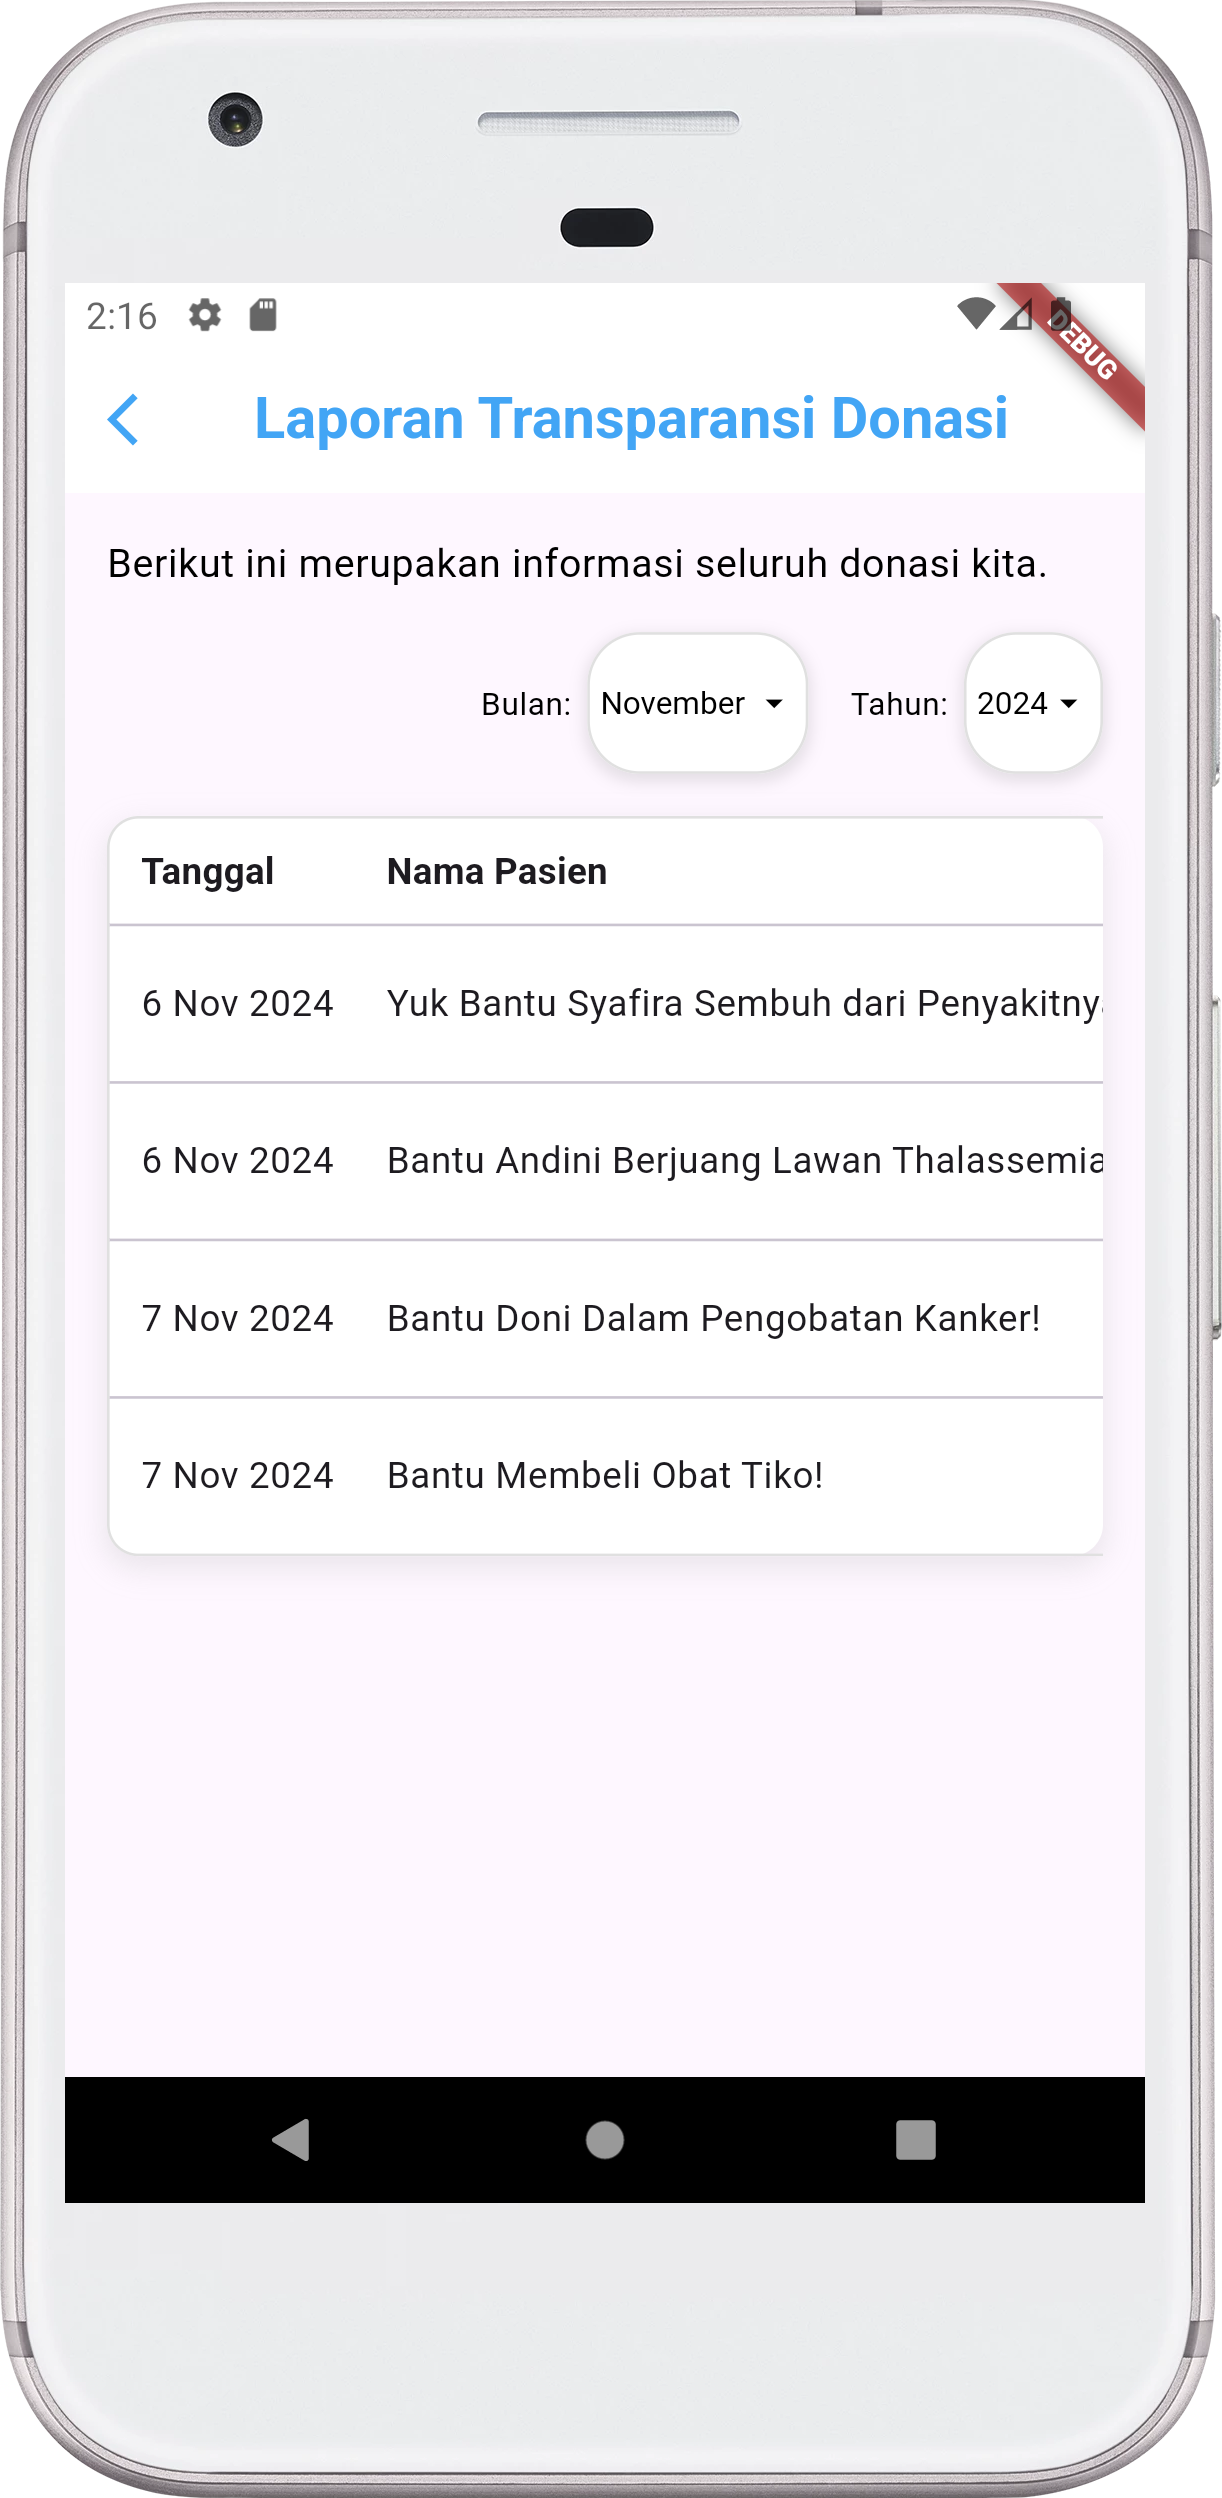 2:16
DEBUG
Laporan Transparansi Donasi
Berikut ini merupakan informasi seluruh donasi kita.
Bulan: November Tahun: 2024
Tanggal Nama Pasien
6 Nov 2024 Yuk Bantu Syafira Sembuh dari Penyakitnya
6 Nov 2024 Bantu Andini Berjuang Lawan Thalassemia
7 Nov 2024 Bantu Doni Dalam Pengobatan Kanker!
7 Nov 2024 Bantu Membeli Obat Tiko!